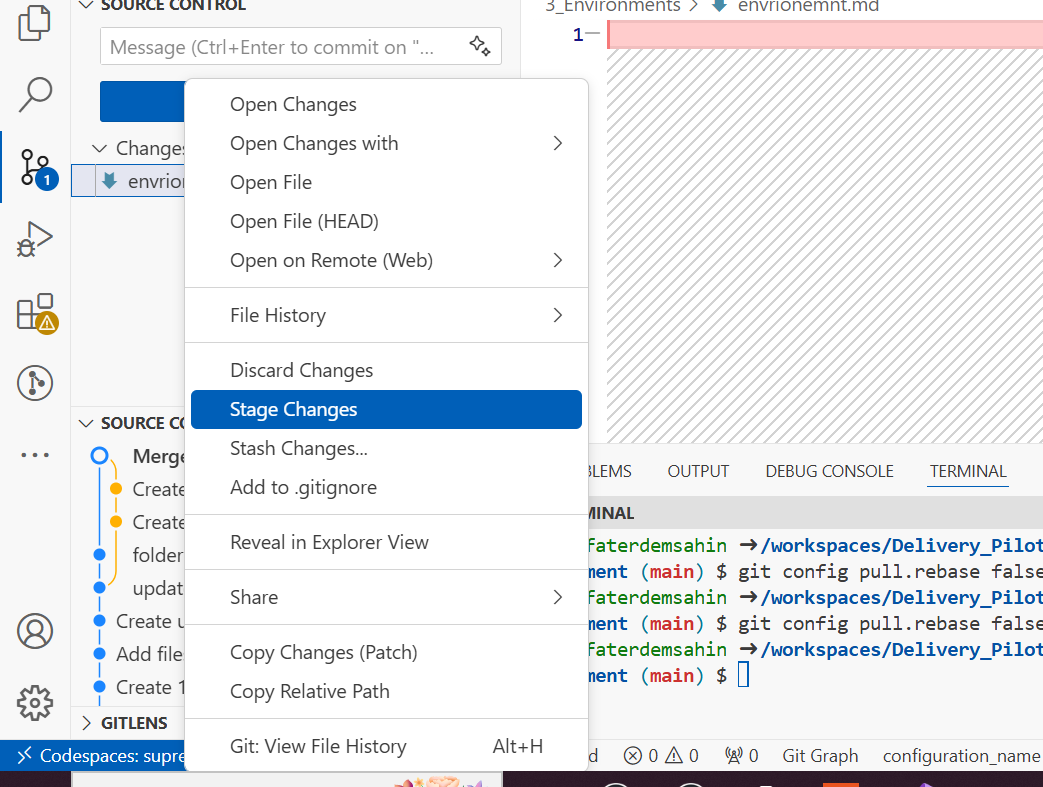 SOURCE CONTROL
Message (Ctrl+Enter to commit on "...
Changes
envrion
1
Open Changes
Open Changes with
Open File
Open File (HEAD)
Open on Remote (Web)
File History
Discard Changes
Stage Changes
Stash Changes...
Add to .gitignore
Reveal in Explorer View
Share
Copy Changes (Patch)
Copy Relative Path
Git: View File History Alt+H
SOURCE CO
Merge
Create
Create
folder
updat
Create u
Add file
Create 1
GITLENS
3_Environments > envrionemnt.md
1
BLEMS OUTPUT DEBUG CONSOLE TERMINAL
MINAL
faterdemsahin ➜/workspaces/Delivery_Pilot
ment (main) $ git config pull.rebase false
faterdemsahin ➜/workspaces/Delivery_Pilot
ment (main) $ git config pull.rebase false
faterdemsahin ➜/workspaces/Delivery_Pilot
ment (main) $
Codespaces: supre d 0 0 0 Git Graph configuration_name